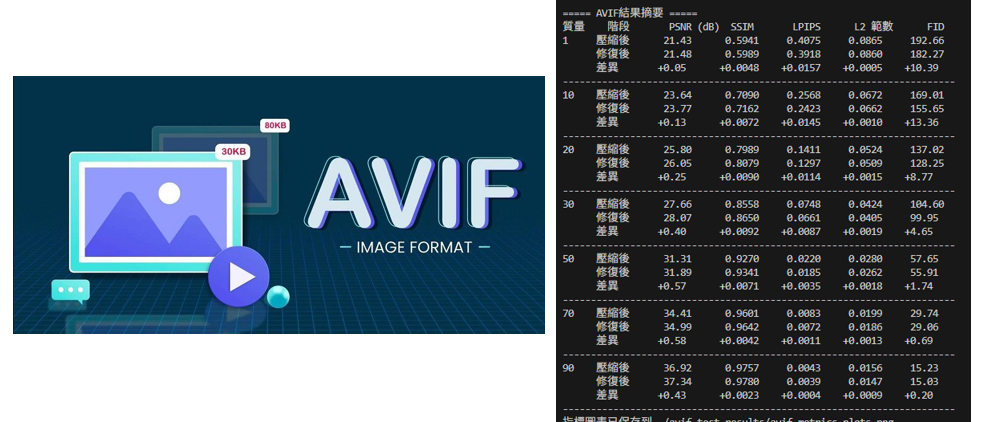 80KB
30KB
AVIF
IMAGE FORMAT
===== AVIF結果摘要 =====
質量 階段 PSNR (dB) SSIM LPIPS L2 範數 FID
1 壓縮後 21.43 0.5941 0.4075 0.0865 192.66
修復後 21.48 0.5989 0.3918 0.0860 182.27
差異 +0.05 +0.0048 +0.0157 +0.0005 +10.39
10 壓縮後 23.64 0.7090 0.2568 0.0672 169.01
修復後 23.77 0.7162 0.2423 0.0662 155.65
差異 +0.13 +0.0072 +0.0145 +0.0010 +13.36
20 壓縮後 25.80 0.7989 0.1411 0.0524 137.02
修復後 26.05 0.8079 0.1297 0.0509 128.25
差異 +0.25 +0.0090 +0.0114 +0.0015 +8.77
30 壓縮後 27.66 0.8558 0.0748 0.0424 104.60
修復後 28.07 0.8650 0.0661 0.0405 99.95
差異 +0.40 +0.0092 +0.0087 +0.0019 +4.65
50 壓縮後 31.31 0.9270 0.0220 0.0280 57.65
修復後 31.89 0.9341 0.0185 0.0262 55.91
差異 +0.57 +0.0071 +0.0035 +0.0018 +1.74
70 壓縮後 34.41 0.9601 0.0083 0.0199 29.74
修復後 34.99 0.9642 0.0072 0.0186 29.06
差異 +0.58 +0.0042 +0.0011 +0.0013 +0.69
90 壓縮後 36.92 0.9757 0.0043 0.0156 15.23
修復後 37.34 0.9780 0.0039 0.0147 15.03
差異 +0.43 +0.0023 +0.0004 +0.0009 +0.20